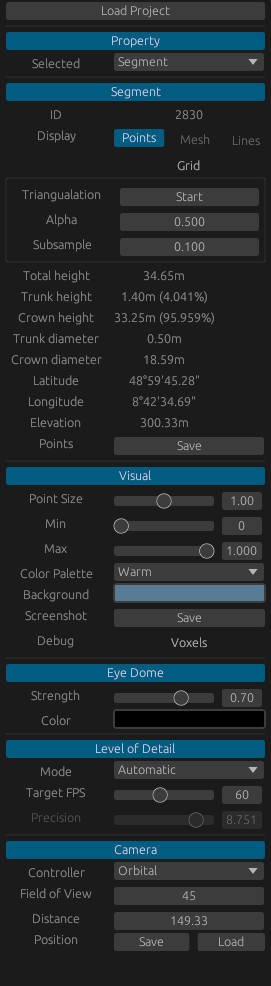 Load Project
Property
Selected Segment
Segment
ID 2830
Display Points Mesh Lines
Grid
Triangualation Start
Alpha 0.500
Subsample 0.100
Total height 34.65m
Trunk height 1.40m (4.041%)
Crown height 33.25m (95.959%)
Trunk diameter 0.50m
Crown diameter 18.59m
Latitude 48°59'45.28"
Longitude 8°42'34.69"
Elevation 300.33m
Points Save
Visual
Point Size 1.00
Min 0
Max 1.000
Color Palette Warm
Background
Screenshot Save
Debug Voxels
Eye Dome
Strength 0.70
Color
Level of Detail
Mode Automatic
Target FPS 60
Precision 8.751
Camera
Controller Orbital
Field of View 45
Distance 149.33
Position Save Load